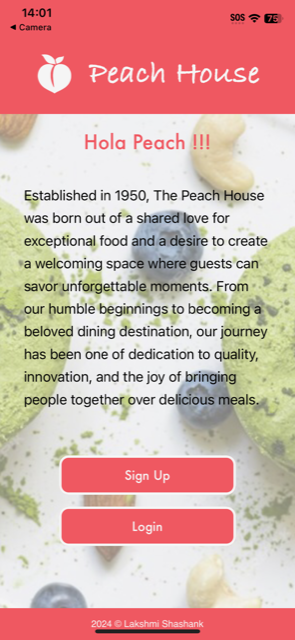 14:01
SOS 75
◀ Camera
Peach House
Hola Peach !!!
Established in 1950, The Peach House
was born out of a shared love for
exceptional food and a desire to create
a welcoming space where guests can
savor unforgettable moments. From
our humble beginnings to becoming a
beloved dining destination, our journey
has been one of dedication to quality,
innovation, and the joy of bringing
people together over delicious meals.
Sign Up
Login
2024 © Lakshmi Shashank